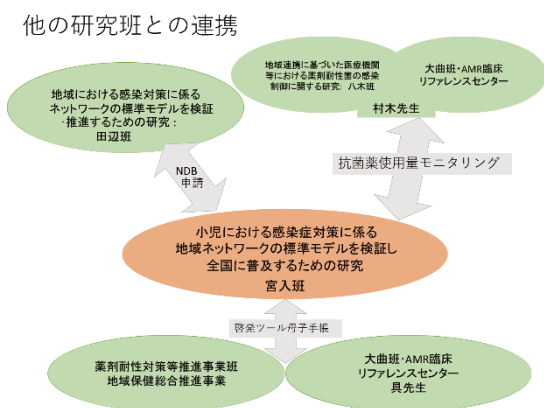 他の研究班との連携
地域連携に基づいた医療機関
等における薬剤耐性菌の感染
制御に関する研究: 八木班
大曲班・AMR臨床
リファレンスセンター
村木先生
地域における感染対策に係る
ネットワークの標準モデルを検証
・推進するための研究：
田辺班
NDB
申請
抗菌薬使用量モニタリング
小児における感染症対策に係る
地域ネットワークの標準モデルを検証し
全国に普及するための研究
宮入班
啓発ツール母子手帳
薬剤耐性対策等推進事業班
地域保健総合推進事業
大曲班・AMR臨床
リファレンスセンター
具先生